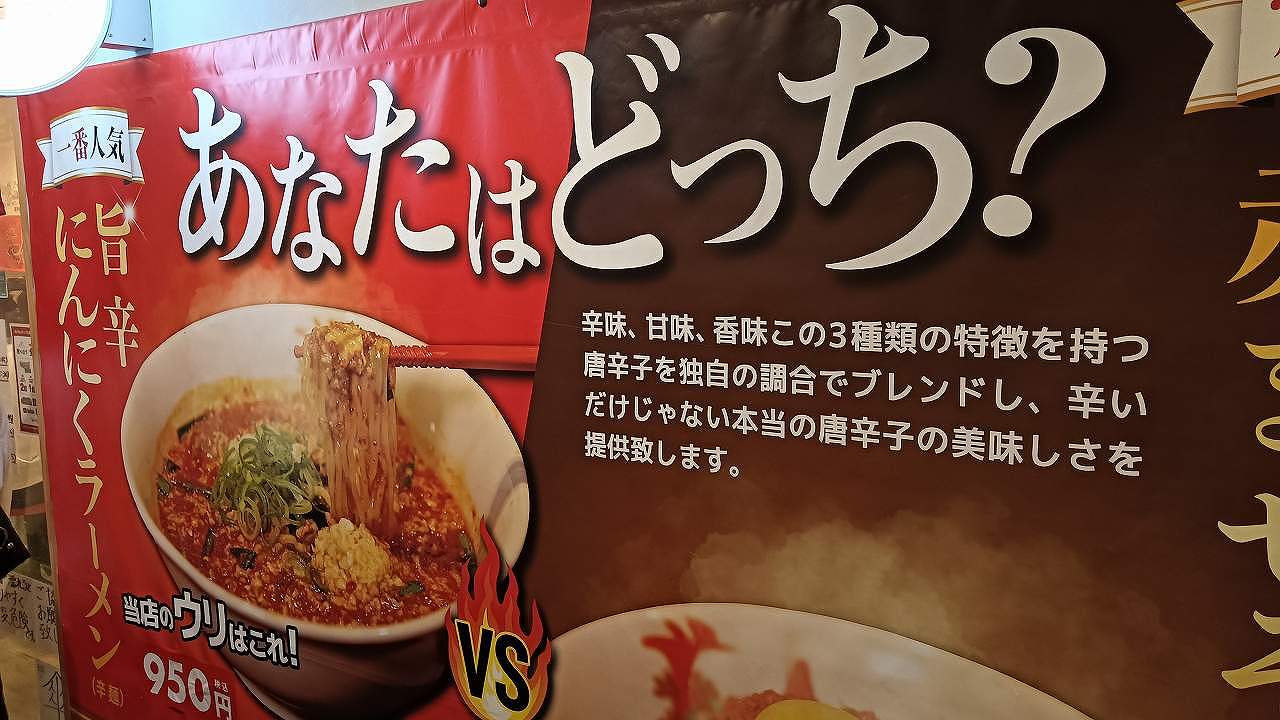 あなたはどっち?
一番人気
旨辛
にんにくラーメン
(辛麺)
当店のウリはこれ!
950円
税込
VS
辛味、甘味、香味この3種類の特徴を持つ
唐辛子を独自の調合でブレンドし、辛い
だけじゃない本当の唐辛子の美味しさを
提供致します。